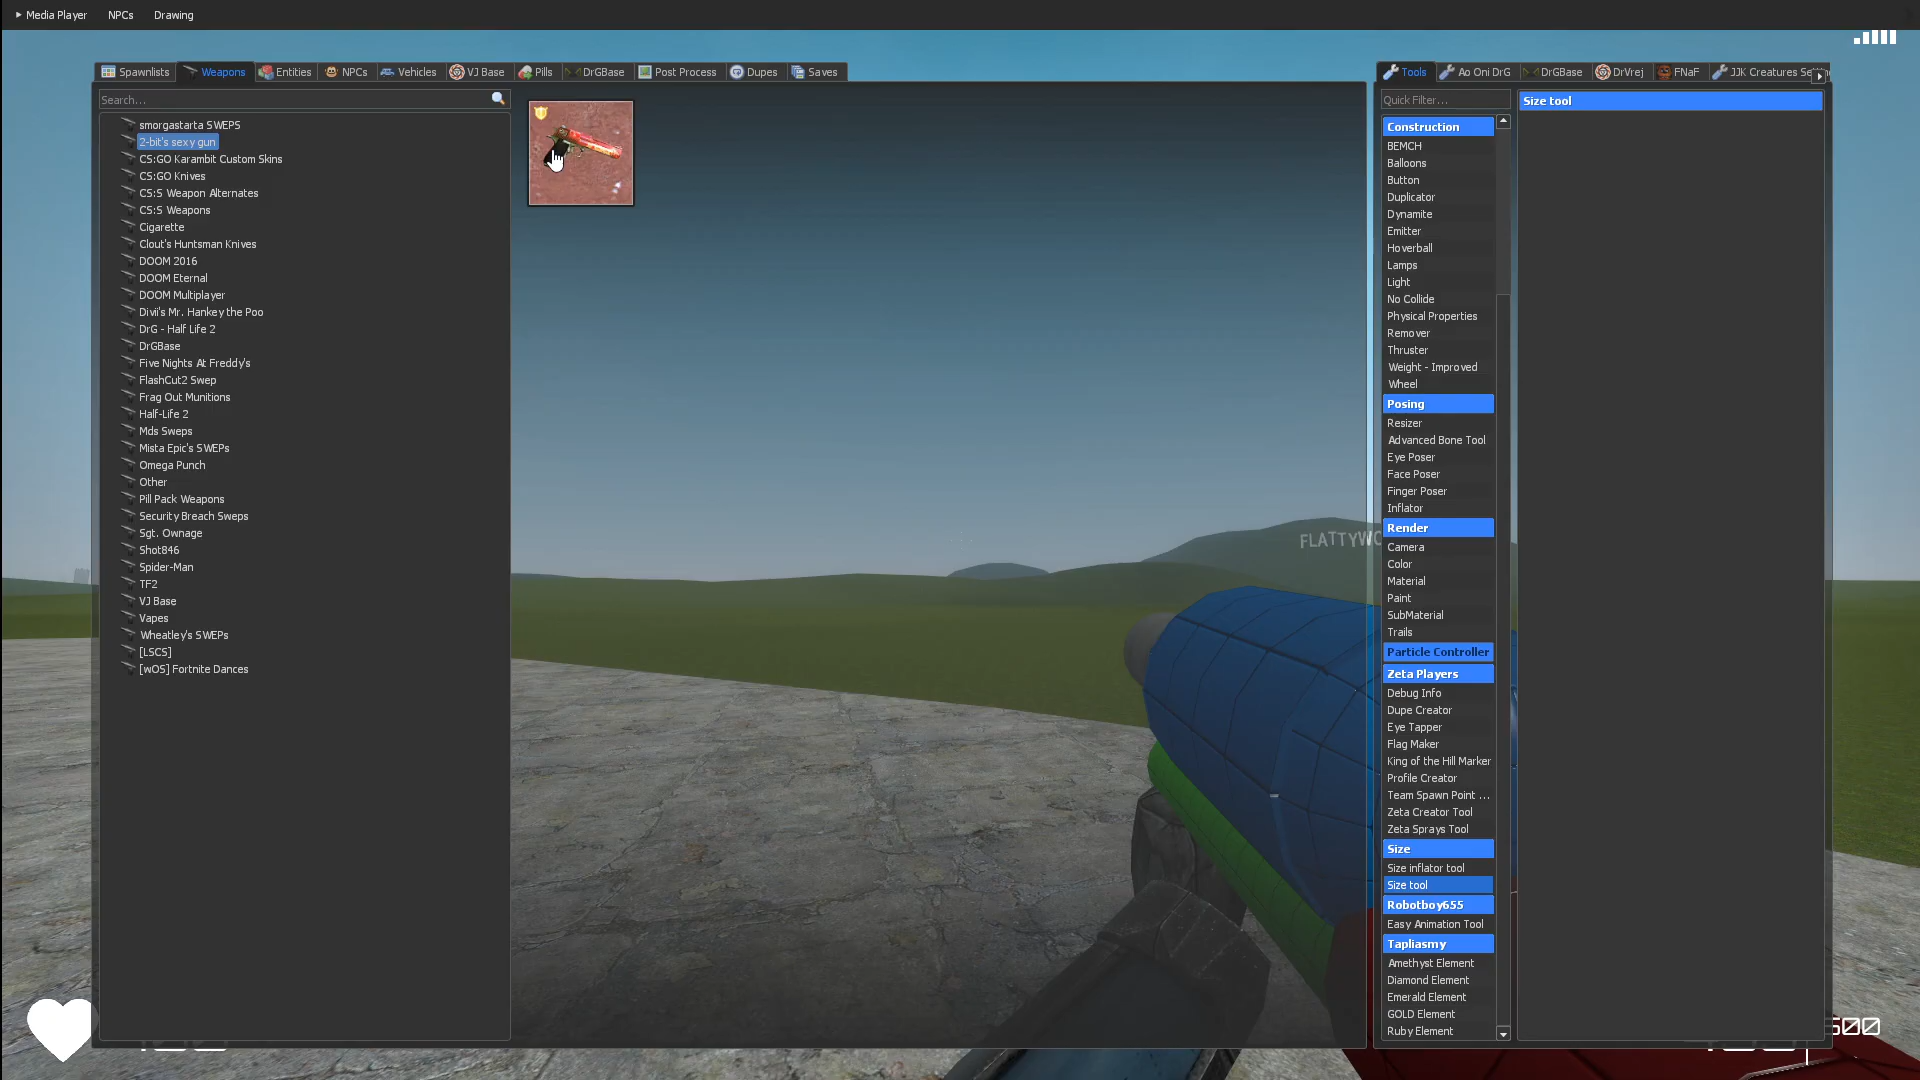 Media Player NPCs Drawing
Spawnlists Weapons Entities NPCs Vehicles VJ Base Pills DrGBase Post Process Dupes Saves
Search...
smorgastarta SWEPS
2-bit's sexy gun
CS:GO Karambit Custom Skins
CS:GO Knives
CS:S Weapon Alternates
CS:S Weapons
Cigarette
Clout's Huntsman Knives
DOOM 2016
DOOM Eternal
DOOM Multiplayer
Divii's Mr. Hankey the Poo
DrG - Half Life 2
DrGBase
Five Nights At Freddy's
FlashCut2 Swep
Frag Out Munitions
Half-Life 2
Mds Sweps
Mista Epic's SWEPs
Omega Punch
Other
Pill Pack Weapons
Security Breach Sweps
Sgt. Ownage
Shot846
Spider-Man
TF2
VJ Base
Vapes
Wheatley's SWEPs
[LSCS]
[wOS] Fortnite Dances
FLATTYWO
Tools Ao Oni DrG DrGBase DrVrej FNaF JJK Creatures
Quick Filter...
Construction
BEMCH
Balloons
Button
Duplicator
Dynamite
Emitter
Hoverball
Lamps
Light
No Collide
Physical Properties
Remover
Thruster
Weight - Improved
Wheel
Posing
Resizer
Advanced Bone Tool
Eye Poser
Face Poser
Finger Poser
Inflator
Render
Camera
Color
Material
Paint
SubMaterial
Trails
Particle Controller
Zeta Players
Debug Info
Dupe Creator
Eye Tapper
Flag Maker
King of the Hill Marker
Profile Creator
Team Spawn Point ...
Zeta Creator Tool
Zeta Sprays Tool
Size
Size inflator tool
Size tool
Robotboy655
Easy Animation Tool
Tapliasmy
Amethyst Element
Diamond Element
Emerald Element
GOLD Element
Ruby Element
Size tool